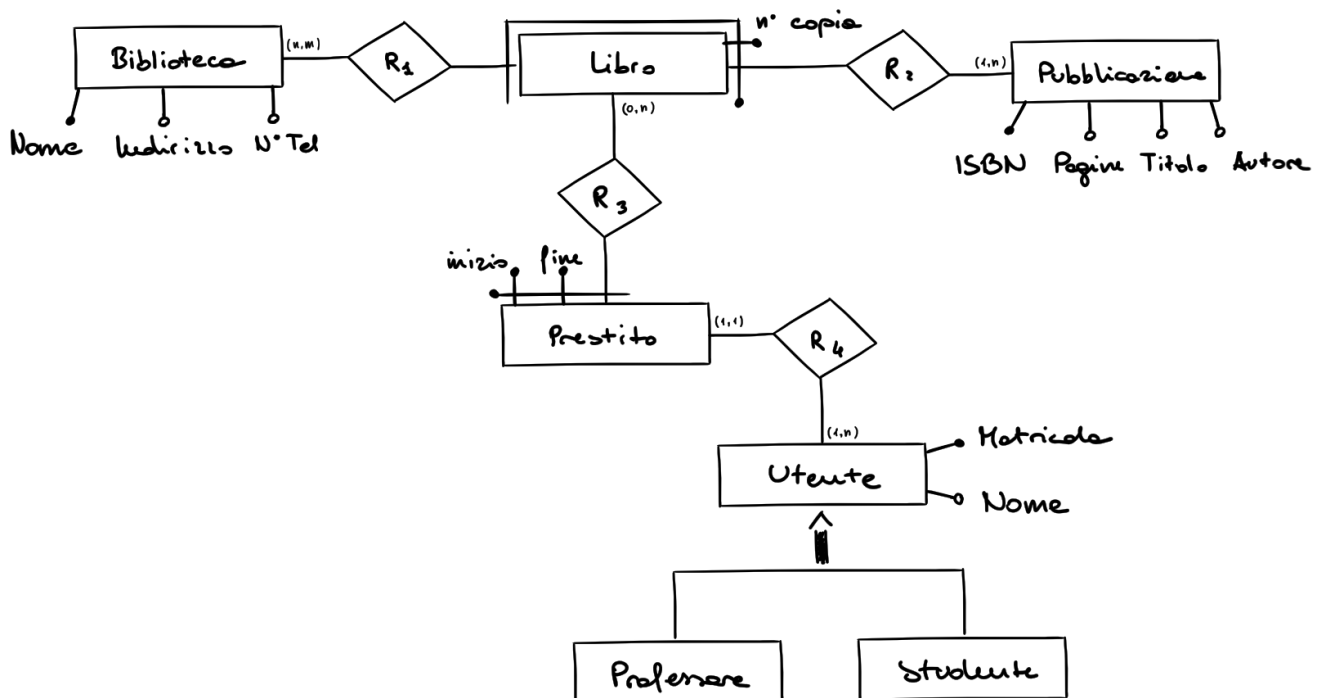 n° copia
Biblioteca
(n,m)
R1
Libro
R2
(1,n)
Pubblicazione
Nome Indirizzo N° Tel
(0,n)
ISBN Pagine Titolo Autore
R3
inizio fine
Prestito
(1,1)
R4
(1,n)
Matricola
Utente
Nome
Professore
Studente